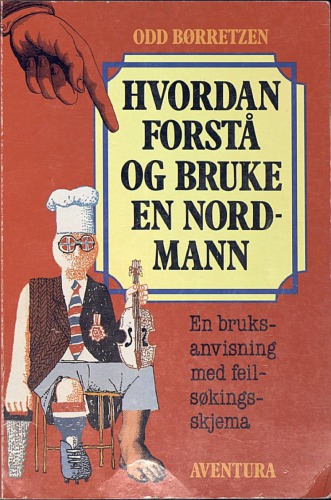 ODD BØRRETZEN
HVORDAN
FORSTÅ
OG BRUKE
EN NORD-
MANN
En bruks-
anvisning
med feil-
søkings-
skjema
AVENTURA